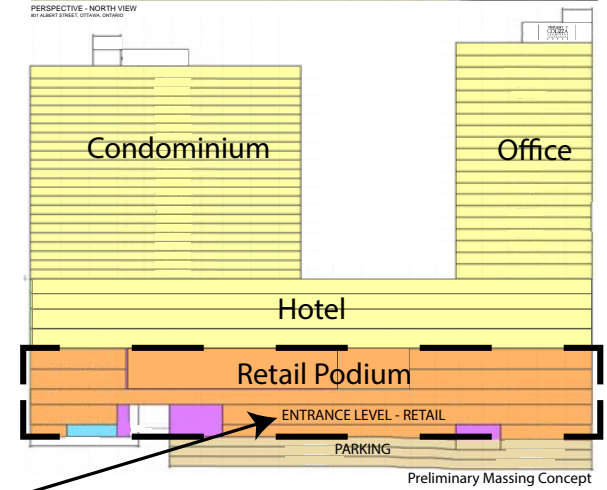 PERSPECTIVE - NORTH VIEW
801 ALBERT STREET, OTTAWA, ONTARIO
Condominium
Office
Hotel
Retail Podium
ENTRANCE LEVEL - RETAIL
PARKING
Preliminary Massing Concept